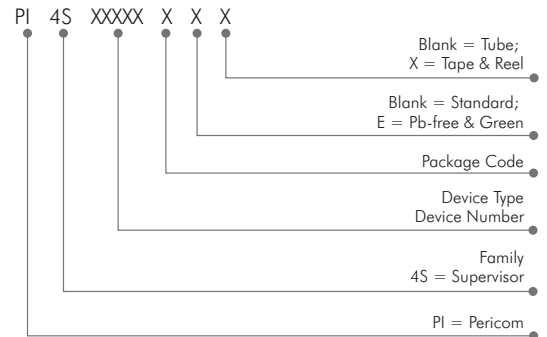 PI 4S XXXXX X X X
Blank = Tube;
X = Tape & Reel
Blank = Standard;
E = Pb-free & Green
Package Code
Device Type
Device Number
Family
4S = Supervisor
PI = Pericom